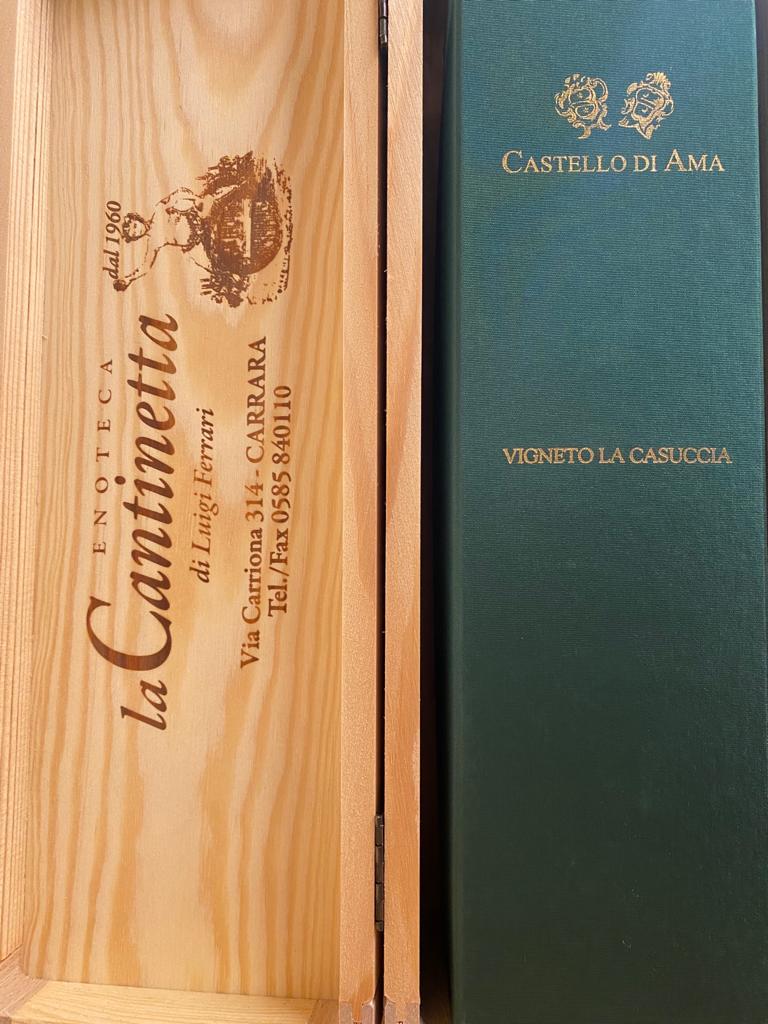 dal 1960
ENOTECA
la Cantinetta
di Luigi Ferrari
Via Carriona 314 - CARRARA
Tel./Fax 0585 840110
CASTELLO DI AMA
VIGNETO LA CASUCCIA